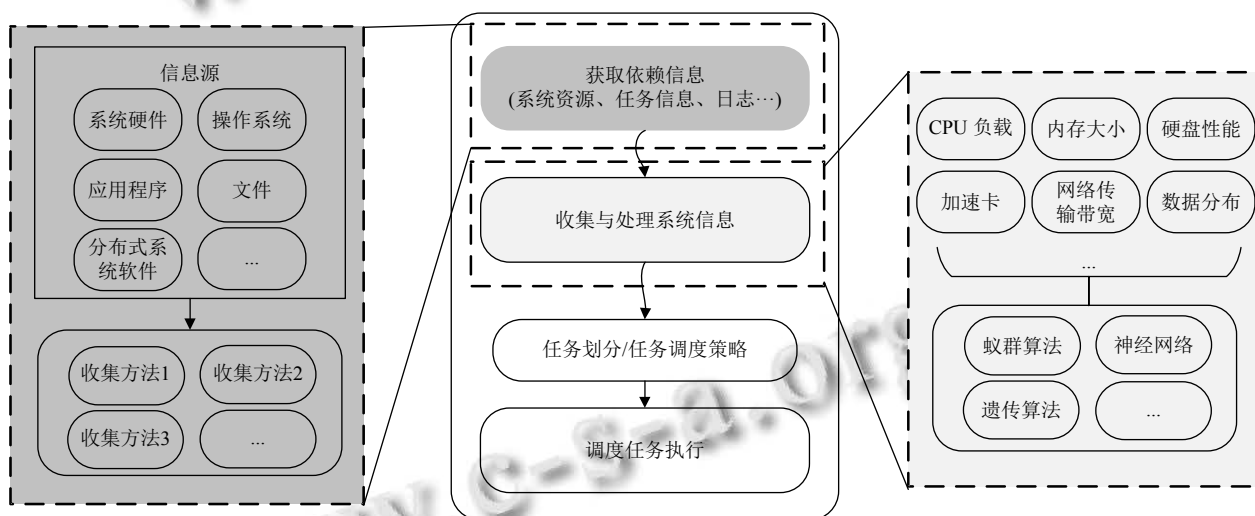 信息源
系统硬件
操作系统
应用程序
文件
分布式系
统软件
...
收集方法1
收集方法2
收集方法3
...
获取依赖信息
(系统资源、任务信息、日志…)
收集与处理系统信息
任务划分/任务调度策略
调度任务执行
CPU 负载
内存大小
硬盘性能
加速卡
网络传
输带宽
数据分布
...
蚁群算法
神经网络
遗传算法
...
c-s-a.org